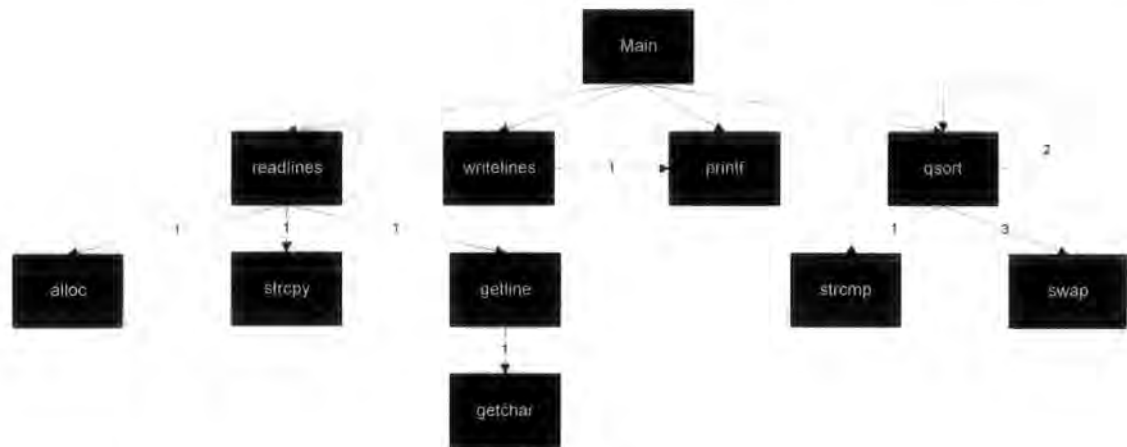 Main
readlines
writelines
1
printf
qsort
2
1
1
1
1
3
alloc
strcpy
getline
strcmp
swap
1
getchar